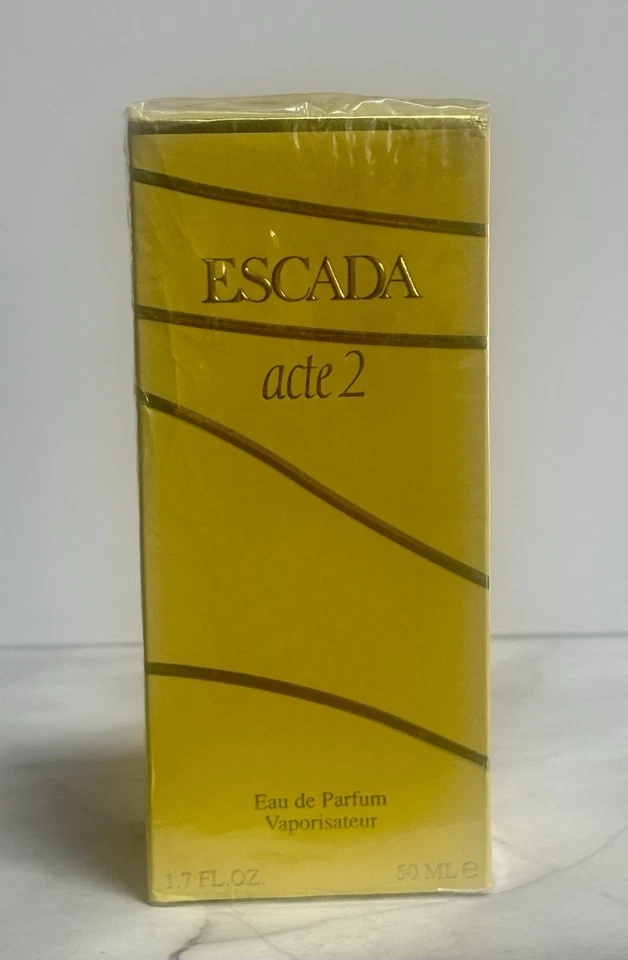 ESCADA
acte 2
Eau de Parfum
Vaporisateur
1.7 FL.OZ. 50 ML ℮